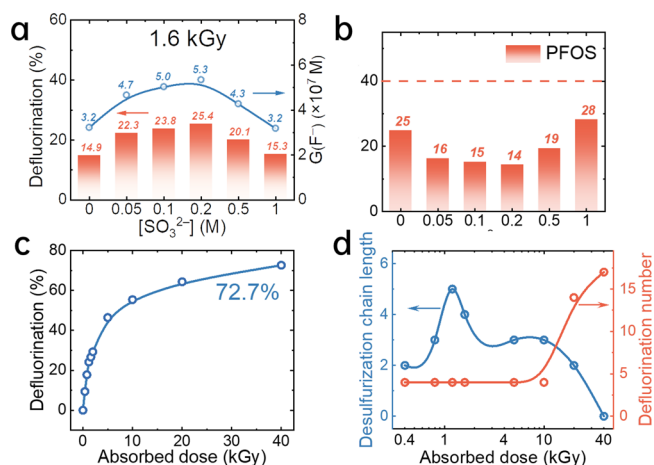 a
1.6 kGy
Defluorination (%)
60
40
20
0
8
6
4
2
0
G(F⁻) (×10⁷ M)
3.2
4.7
5.0
5.3
4.3
3.2
14.9
22.3
23.8
25.4
20.1
15.3
0 0.05 0.1 0.2 0.5 1
[SO₃²⁻] (M)
b
PFOS
40
20
0
25
16
15
14
19
28
0 0.05 0.1 0.2 0.5 1
c
Defluorination (%)
80
60
40
20
0
72.7%
0 10 20 30 40
Absorbed dose (kGy)
d
Desulfurization chain length
6
4
2
0
15
10
5
0
Defluorination number
0.4 1 4 10 40
Absorbed dose (kGy)